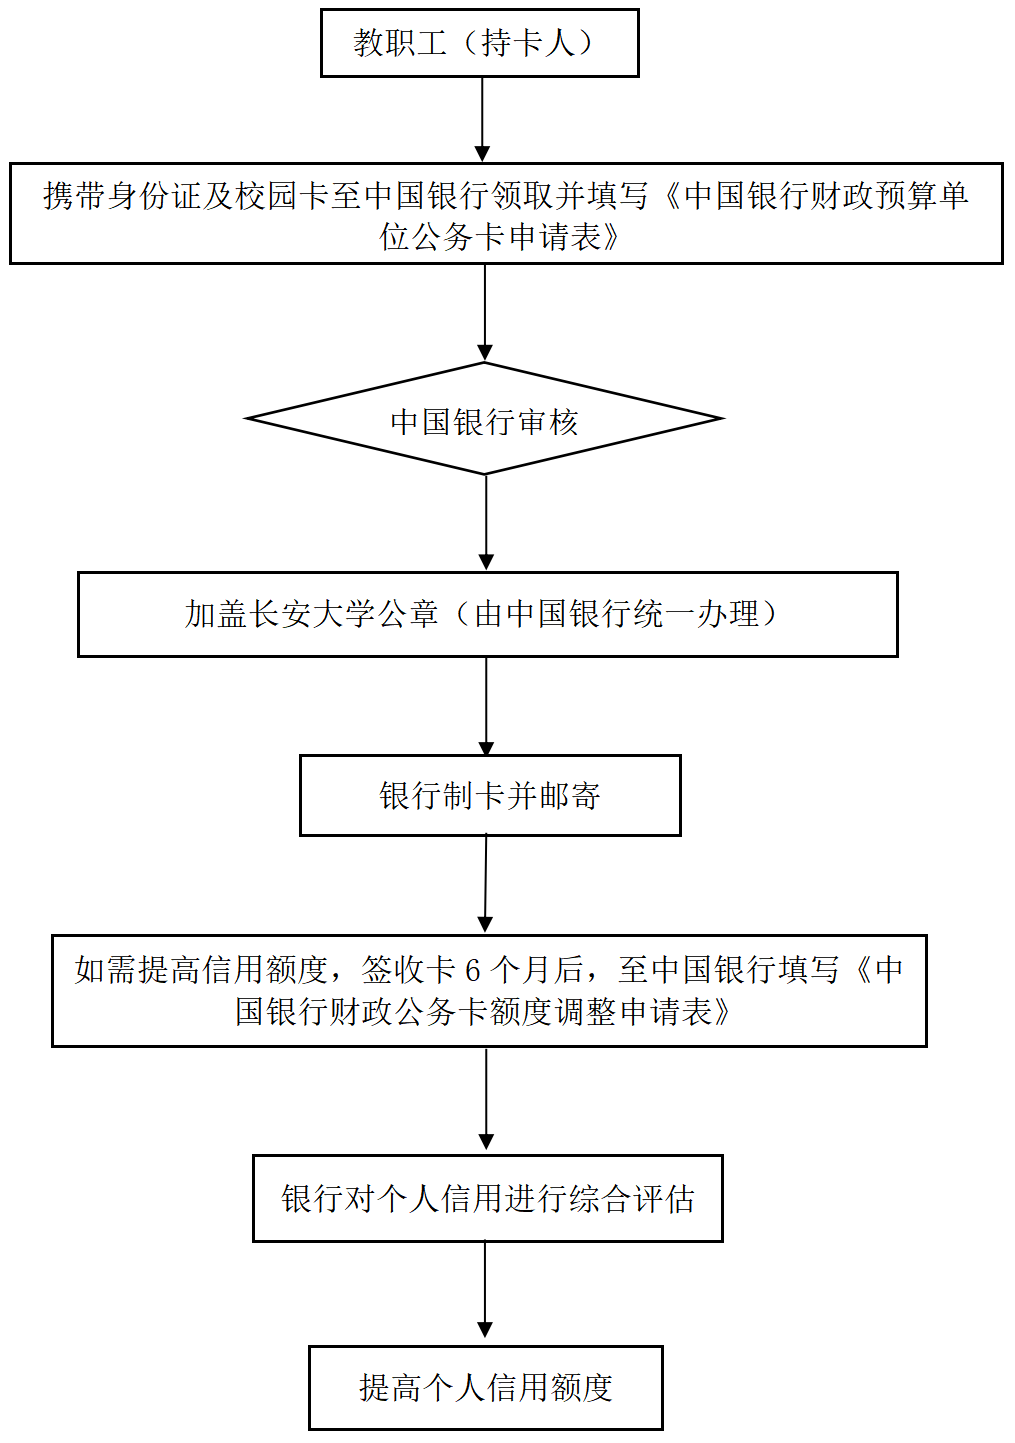 教职工（持卡人）
携带身份证及校园卡至中国银行领取并填写《中国银行财政预算单
位公务卡申请表》
中国银行审核
加盖长安大学公章（由中国银行统一办理）
银行制卡并邮寄
如需提高信用额度，签收卡 6 个月后，至中国银行填写《中
国银行财政公务卡额度调整申请表》
银行对个人信用进行综合评估
提高个人信用额度